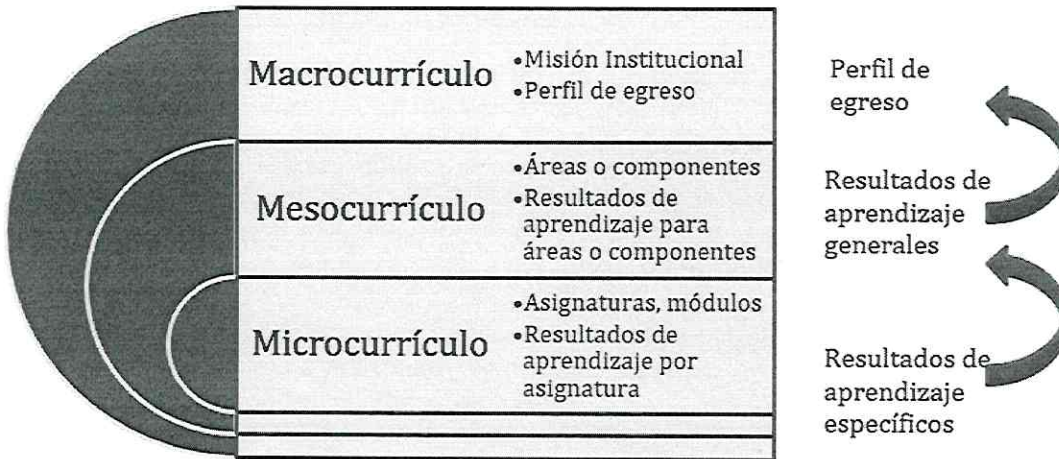 Macrocurrículo
•Misión Institucional
•Perfil de egreso
Perfil de
egreso
Mesocurrículo
•Áreas o componentes
•Resultados de
aprendizaje para
áreas o componentes
Resultados de
aprendizaje
generales
Microcurrículo
•Asignaturas, módulos
•Resultados de
aprendizaje por
asignatura
Resultados de
aprendizaje
específicos